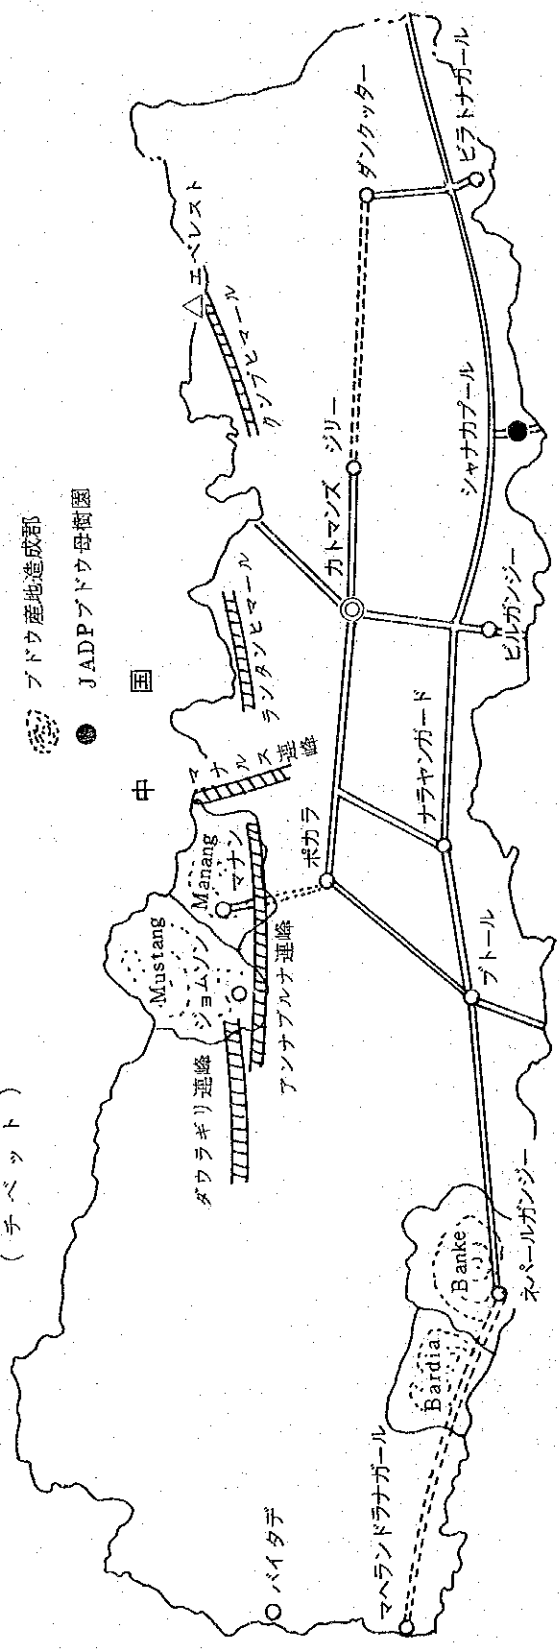 ブドウ産地造成郡
JADPブドウ母樹園
(チベット)
中国
Mustang
ジョムソン
Manang
マナン
マナルス連峰
ダウラギリ連峰
アンナプルナ連峰
ランタンヒマール
クンブヒマール
エベレスト
バイタデ
マヘランドラナガール
Bardia
Banke
ネパールガンジー
ブトール
ポカラ
ナラヤンガード
カトマンズ
ジリー
ビルガンジー
シャナカプール
ダンクッター
ビラトナガール